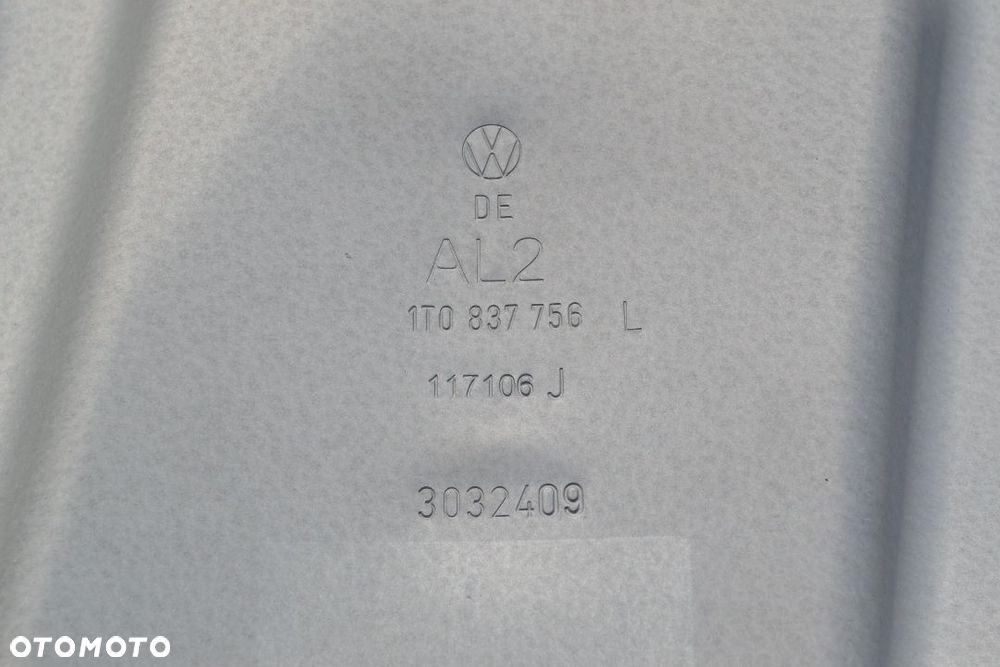 DE
AL2
1T0 837 756 L
117106 J
3032409
OTOMOTO